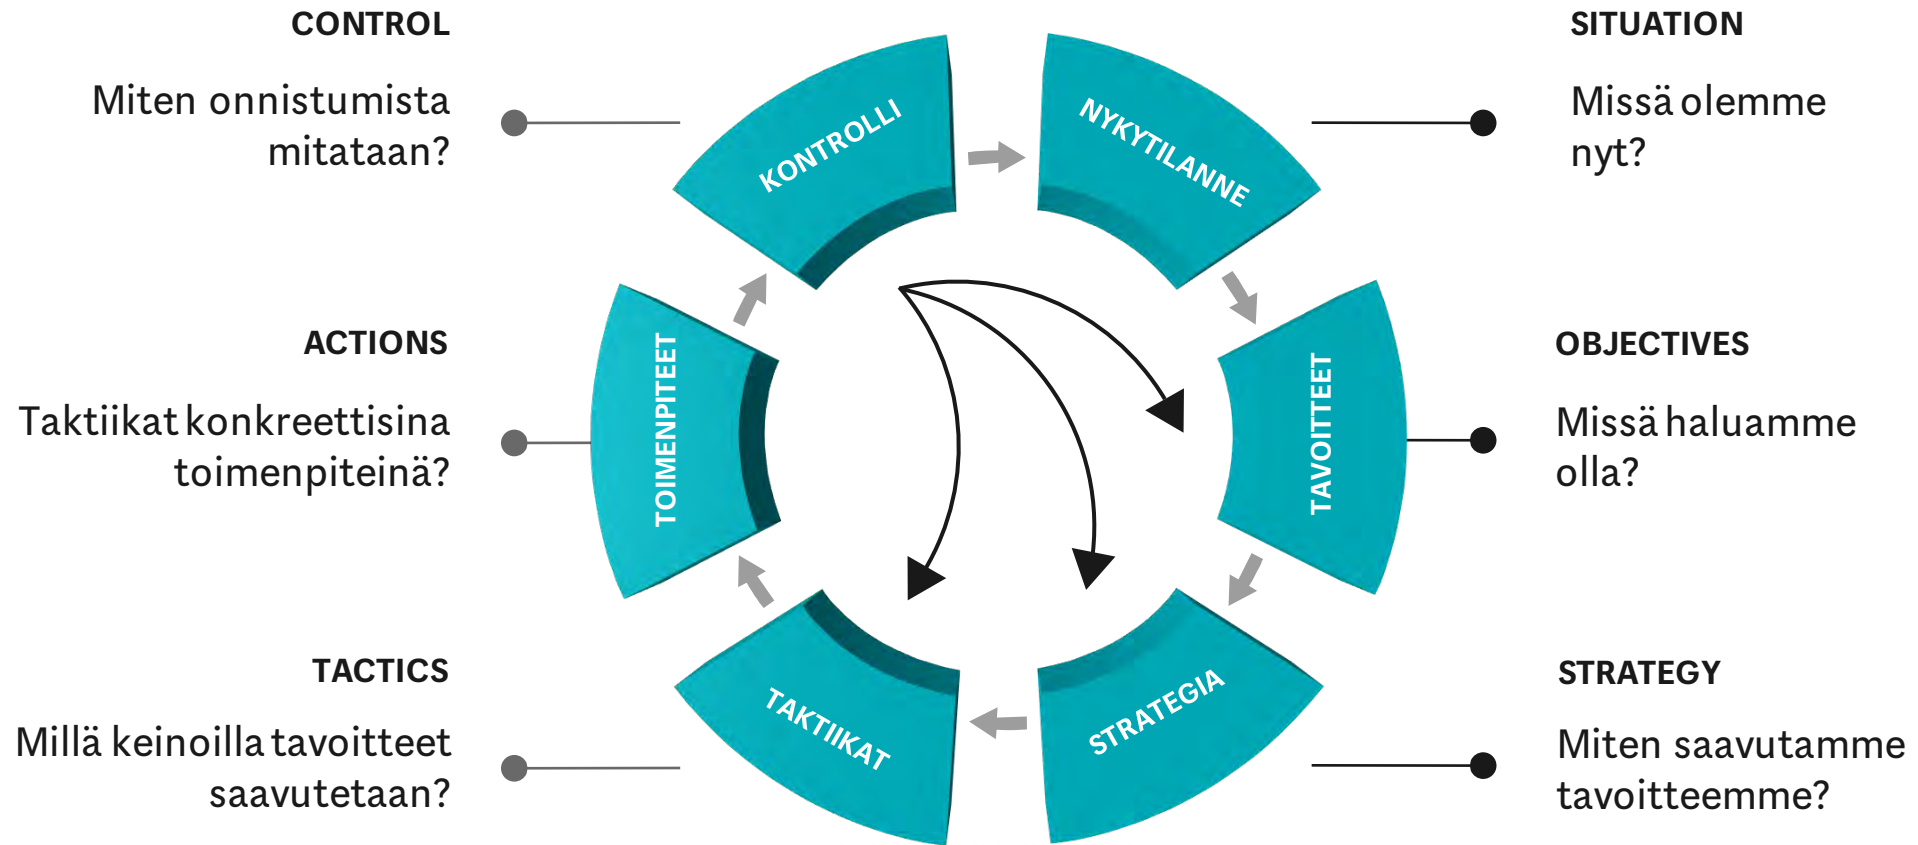 CONTROL
Miten onnistumista
mitataan?
KONTROLLI
NYKYTILANNE
SITUATION
Missä olemme
nyt?
ACTIONS
Taktiikat konkreettisina
toimenpiteinä?
TOIMENPITEET
TAVOITTEET
OBJECTIVES
Missä haluamme
olla?
TACTICS
Millä keinoilla tavoitteet
saavutetaan?
TAKTIIKAT
STRATEGIA
STRATEGY
Miten saavutamme
tavoitteemme?